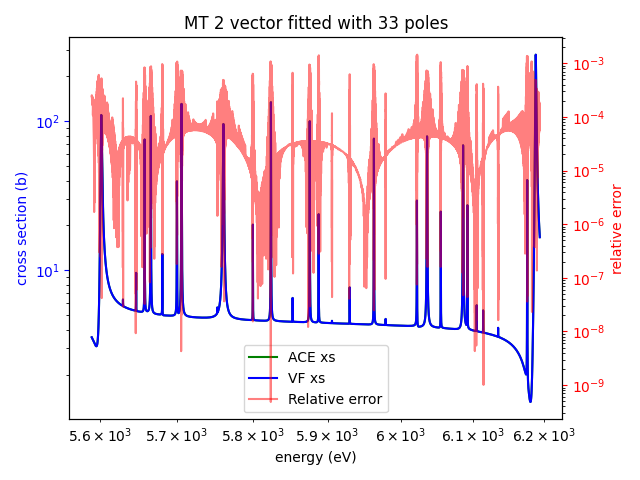 MT 2 vector fitted with 33 poles
cross section (b)
10²
10¹
10⁻³
10⁻⁴
10⁻⁵
10⁻⁶
10⁻⁷
10⁻⁸
10⁻⁹
relative error
ACE xs
VF xs
Relative error
5.6 × 10³ 5.7 × 10³ 5.8 × 10³ 5.9 × 10³ 6 × 10³ 6.1 × 10³ 6.2 × 10³
energy (eV)